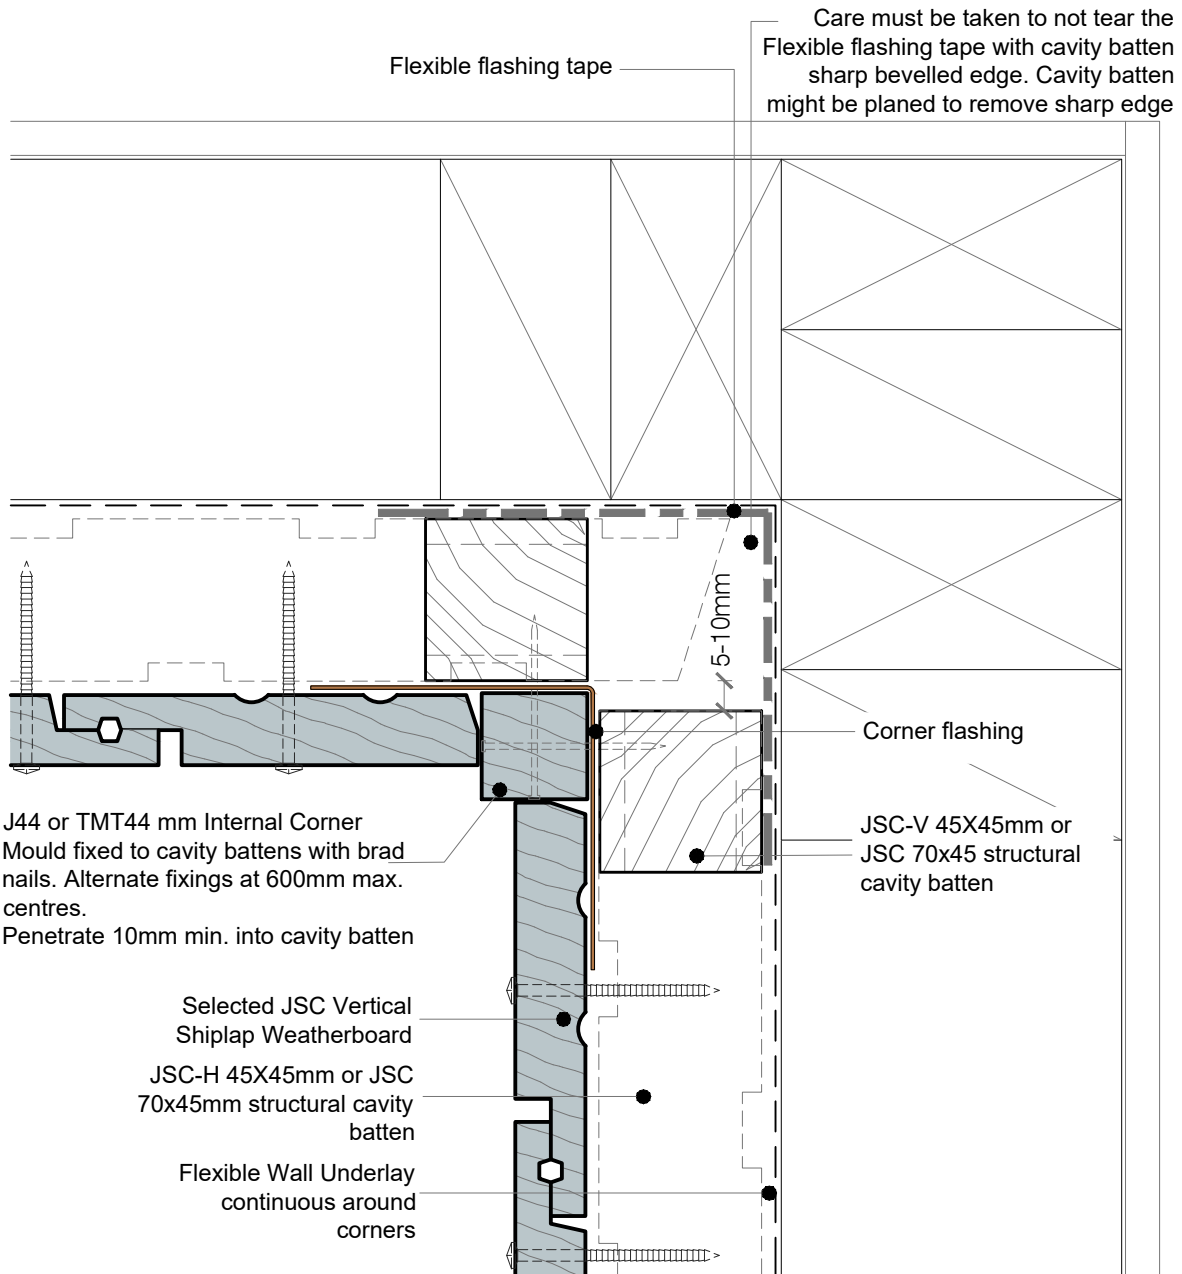 Care must be taken to not tear the
Flexible flashing tape with cavity batten
sharp bevelled edge. Cavity batten
might be planed to remove sharp edge
Flexible flashing tape
5-10mm
Corner flashing
J44 or TMT44 mm Internal Corner
Mould fixed to cavity battens with brad
nails. Alternate fixings at 600mm max.
centres.
Penetrate 10mm min. into cavity batten
JSC-V 45X45mm or
JSC 70x45 structural
cavity batten
Selected JSC Vertical
Shiplap Weatherboard
JSC-H 45X45mm or JSC
70x45mm structural cavity
batten
Flexible Wall Underlay
continuous around
corners